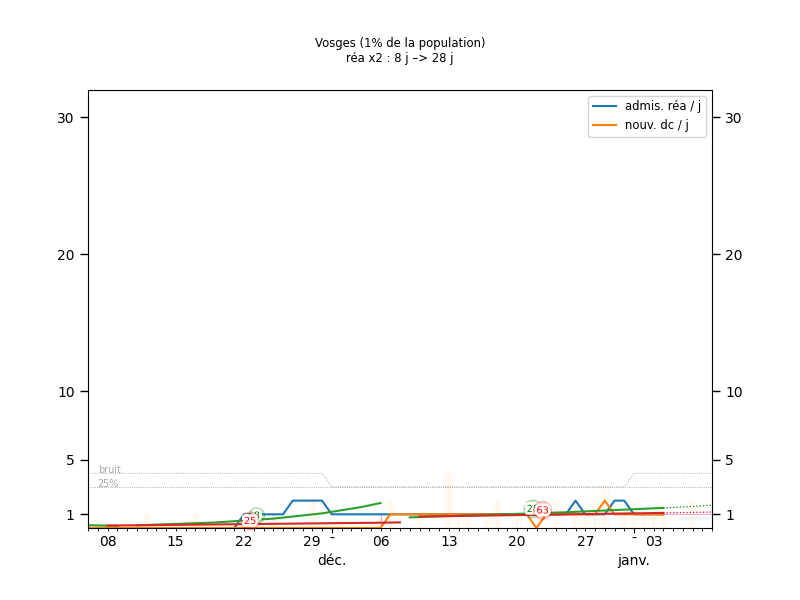 Vosges (1% de la population)
réa x2 : 8 j –> 28 j
admis. réa / j
nouv. dc / j
30 30
20 20
10 10
5 5
1 1
bruit
25%
25
63
08 15 22 29 06 13 20 27 03
déc. janv.